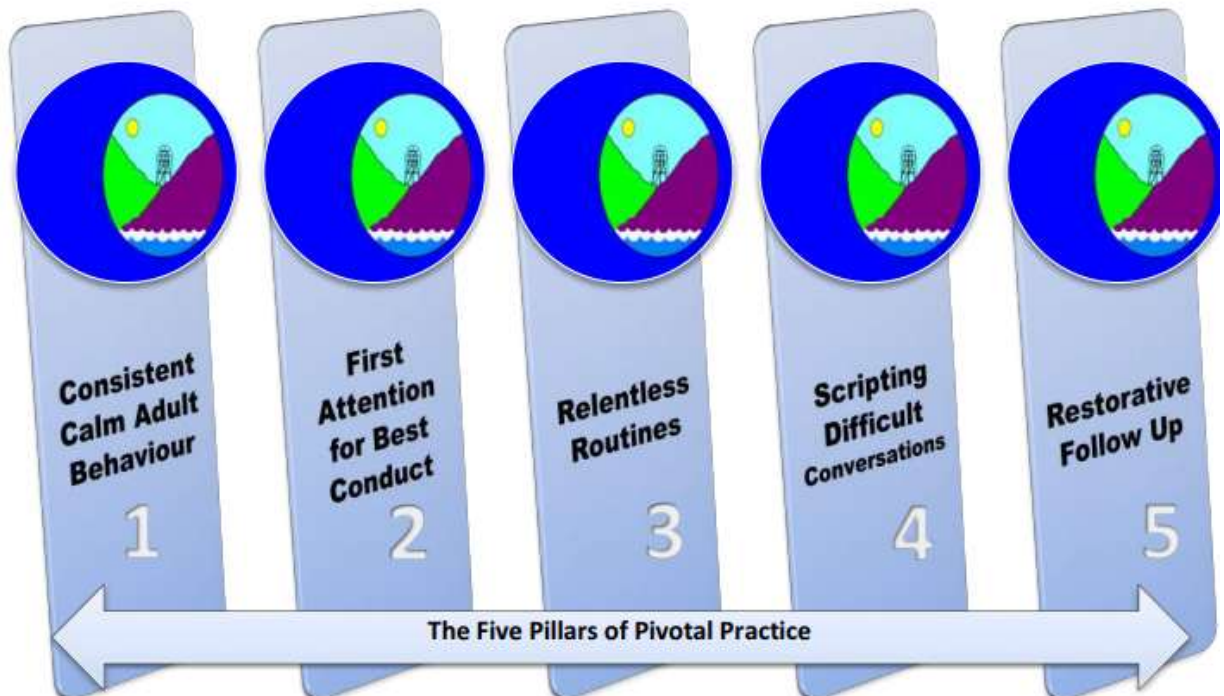 Consistent
Calm Adult
Behaviour
1
First
Attention
for Best
Conduct
2
Relentless
Routines
3
Scripting
Difficult
Conversations
4
Restorative
Follow Up
5
The Five Pillars of Pivotal Practice